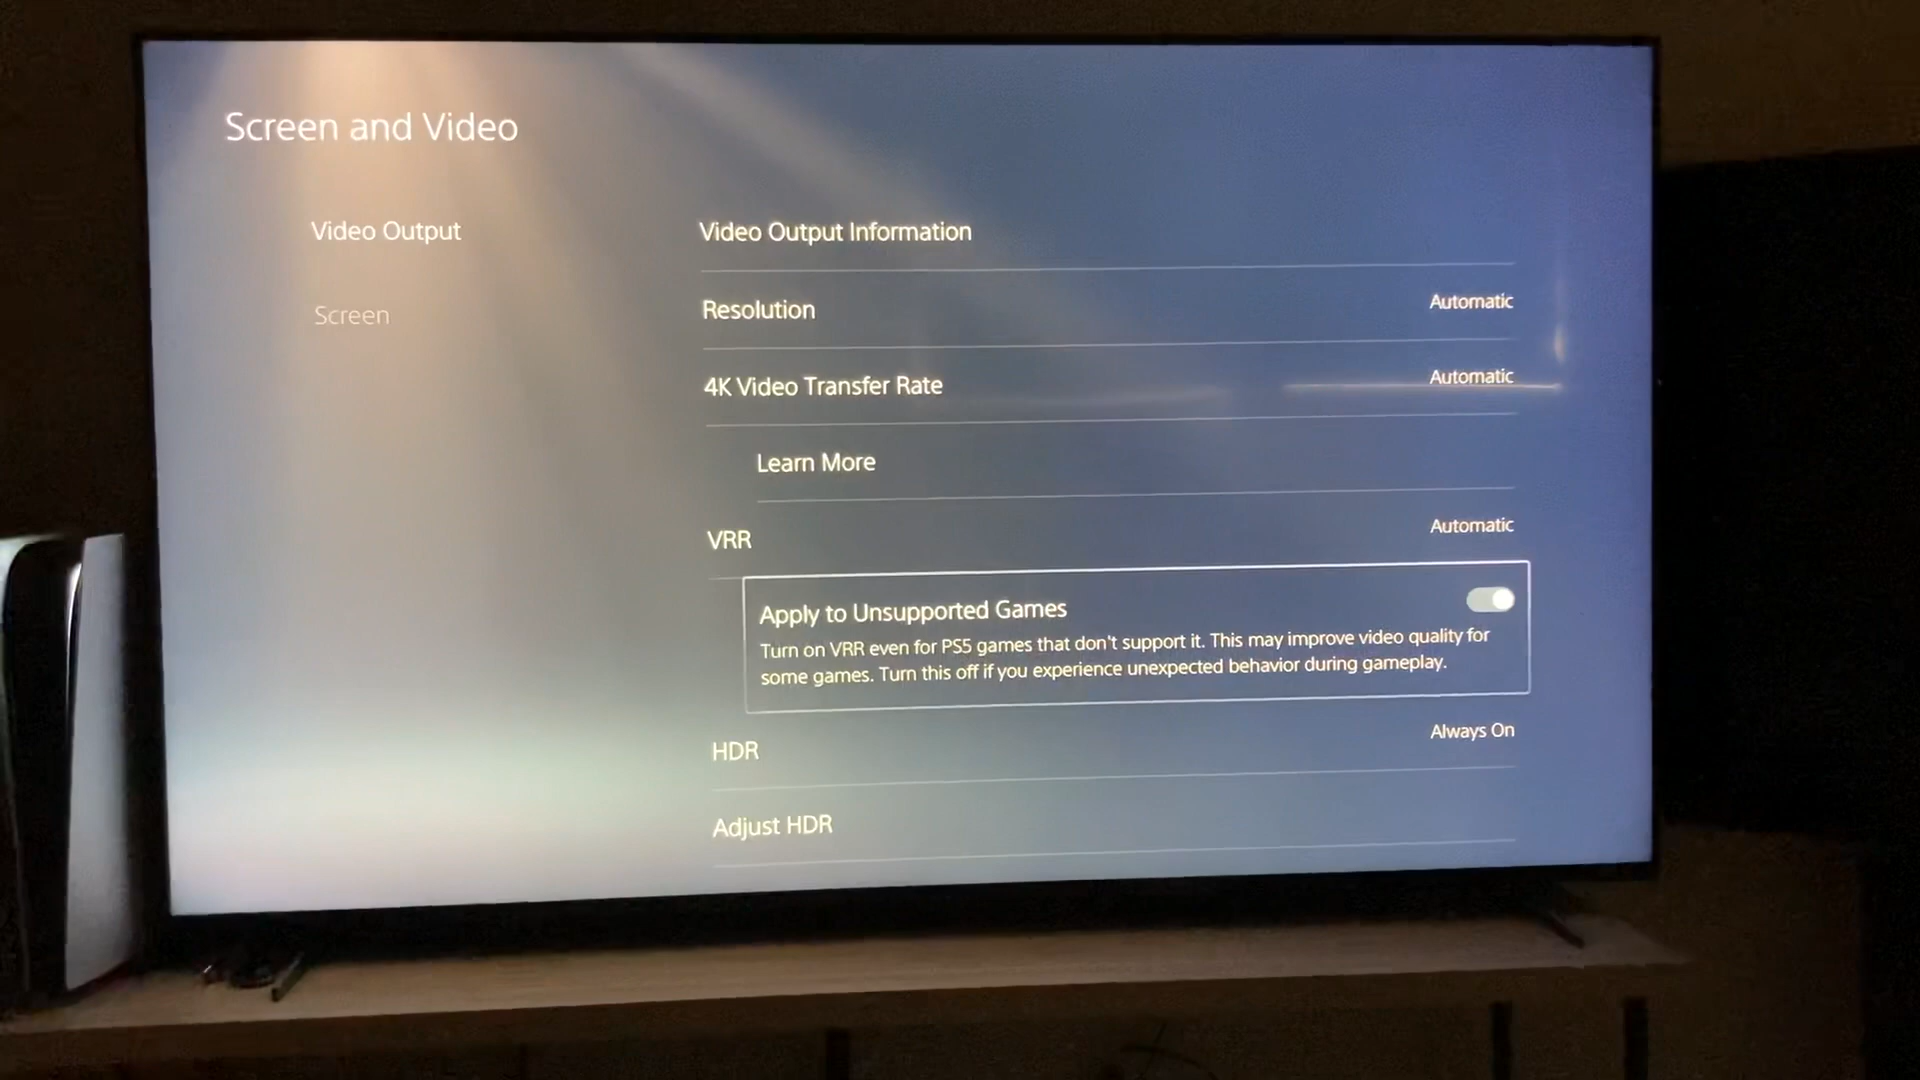 Screen and Video
Video Output
Screen
Video Output Information
Resolution
Automatic
4K Video Transfer Rate
Automatic
Learn More
VRR
Automatic
Apply to Unsupported Games
Turn on VRR even for PS5 games that don't support it. This may improve video quality for
some games. Turn this off if you experience unexpected behavior during gameplay.
HDR
Always On
Adjust HDR